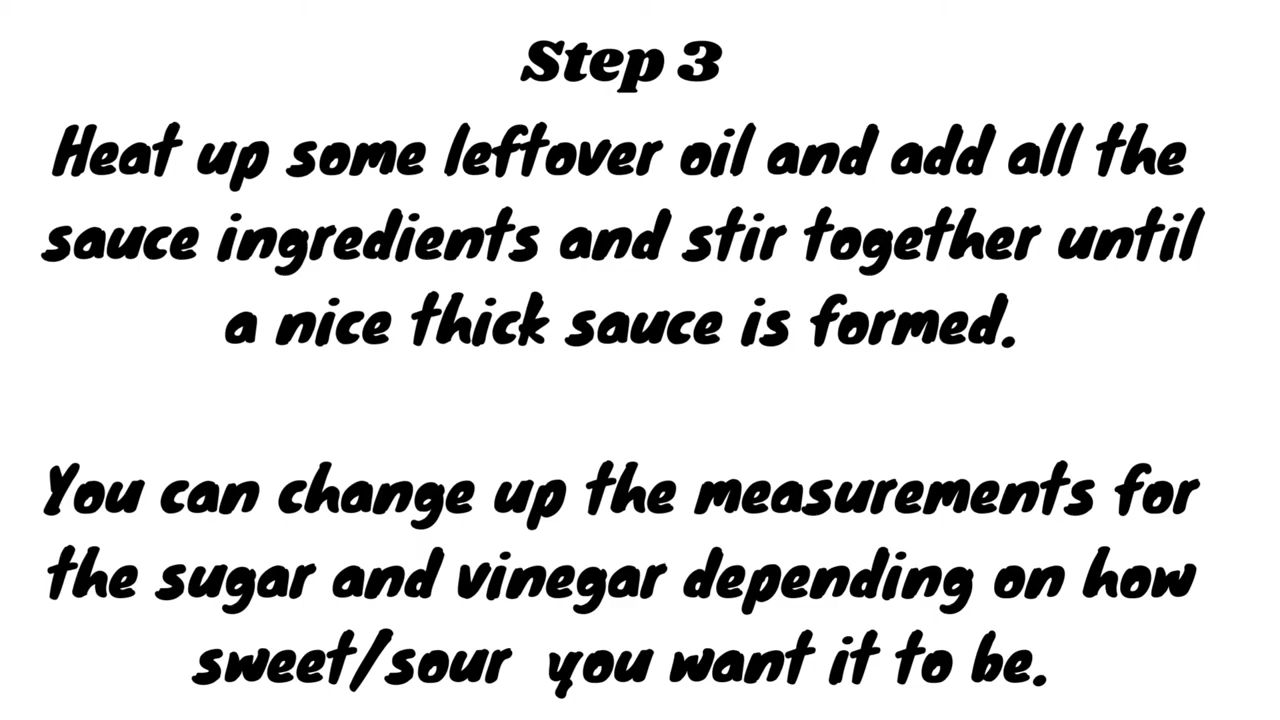 Step 3
Heat up some leftover oil and add all the
sauce ingredients and stir together until
a nice thick sauce is formed.
You can change up the measurements for
the sugar and vinegar depending on how
sweet/sour you want it to be.